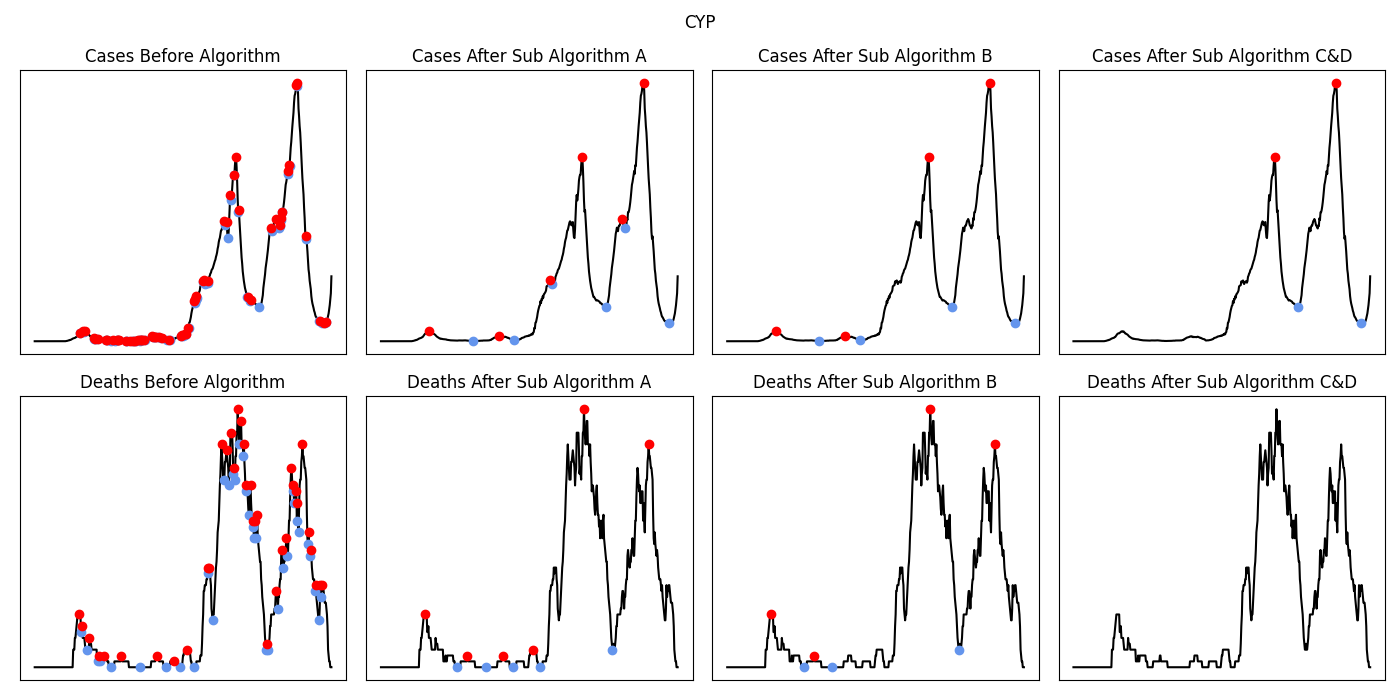 CYP
Cases Before Algorithm
Cases After Sub Algorithm A
Cases After Sub Algorithm B
Cases After Sub Algorithm C&D
Deaths Before Algorithm
Deaths After Sub Algorithm A
Deaths After Sub Algorithm B
Deaths After Sub Algorithm C&D